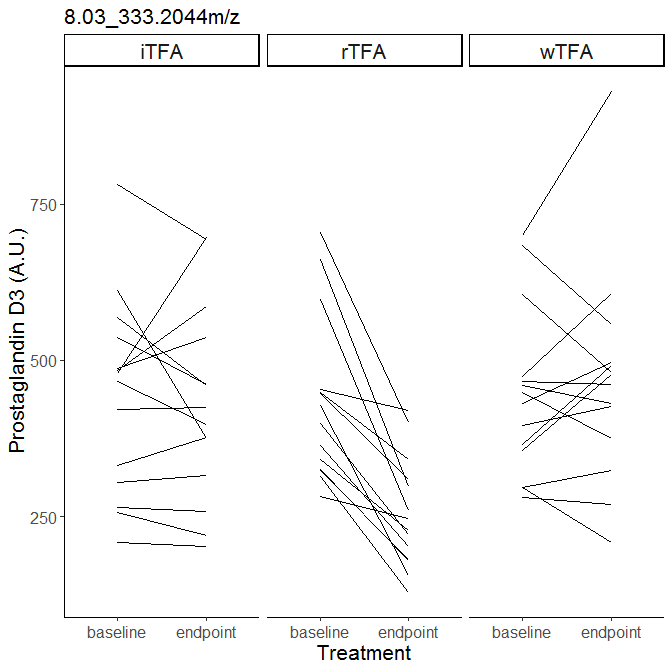 8.03_333.2044m/z
iTFA rTFA wTFA
Prostaglandin D3 (A.U.)
750
500
250
baseline endpoint baseline endpoint baseline endpoint
Treatment